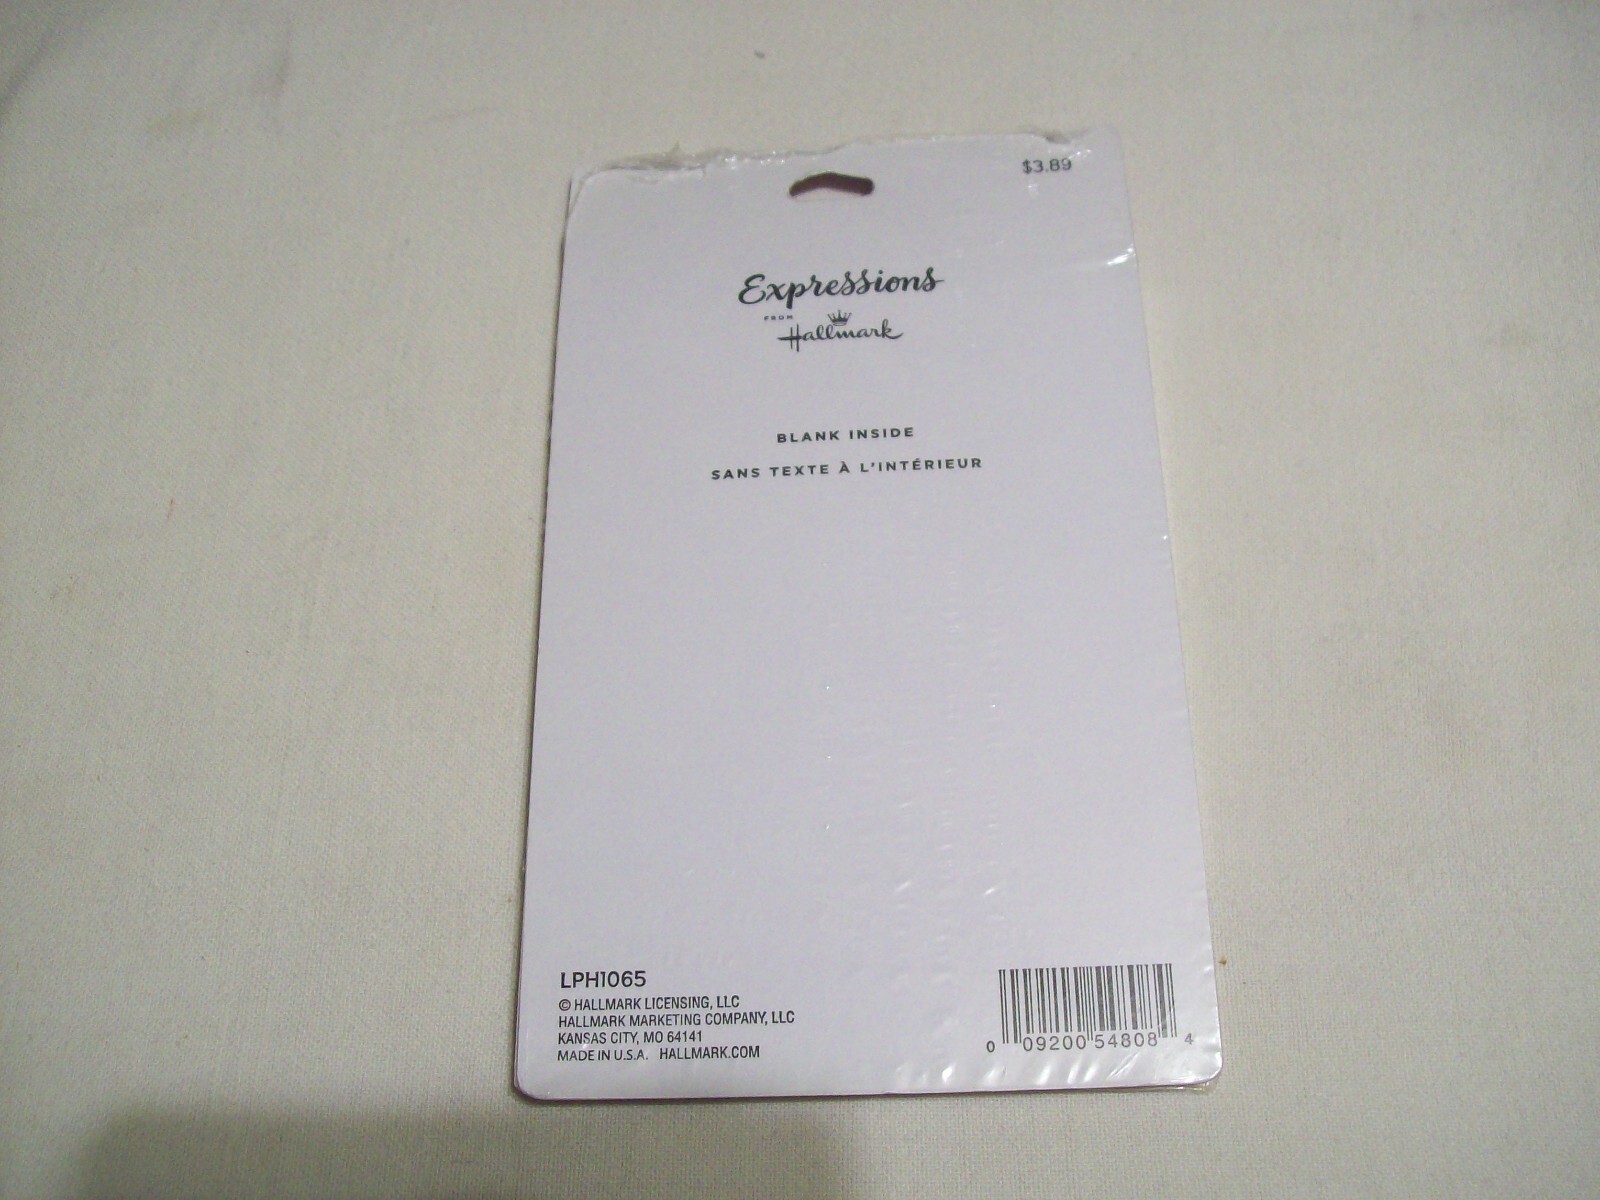 $3.89
Expressions
FROM
Hallmark
BLANK INSIDE
SANS TEXTE À L'INTÉRIEUR
LPH1065
© HALLMARK LICENSING, LLC
HALLMARK MARKETING COMPANY, LLC
KANSAS CITY, MO 64141
MADE IN U.S.A. HALLMARK.COM
0 09200 54808 4